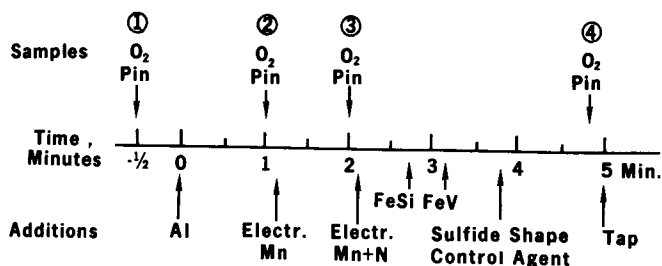 ① ② ③ ④
Samples O₂ O₂ O₂ O₂
Pin Pin Pin Pin
Time,
Minutes -½ 0 1 2 3 4 5 Min.
FeSi FeV
Additions Al Electr. Electr. Sulfide Shape Tap
Mn Mn+N Control Agent